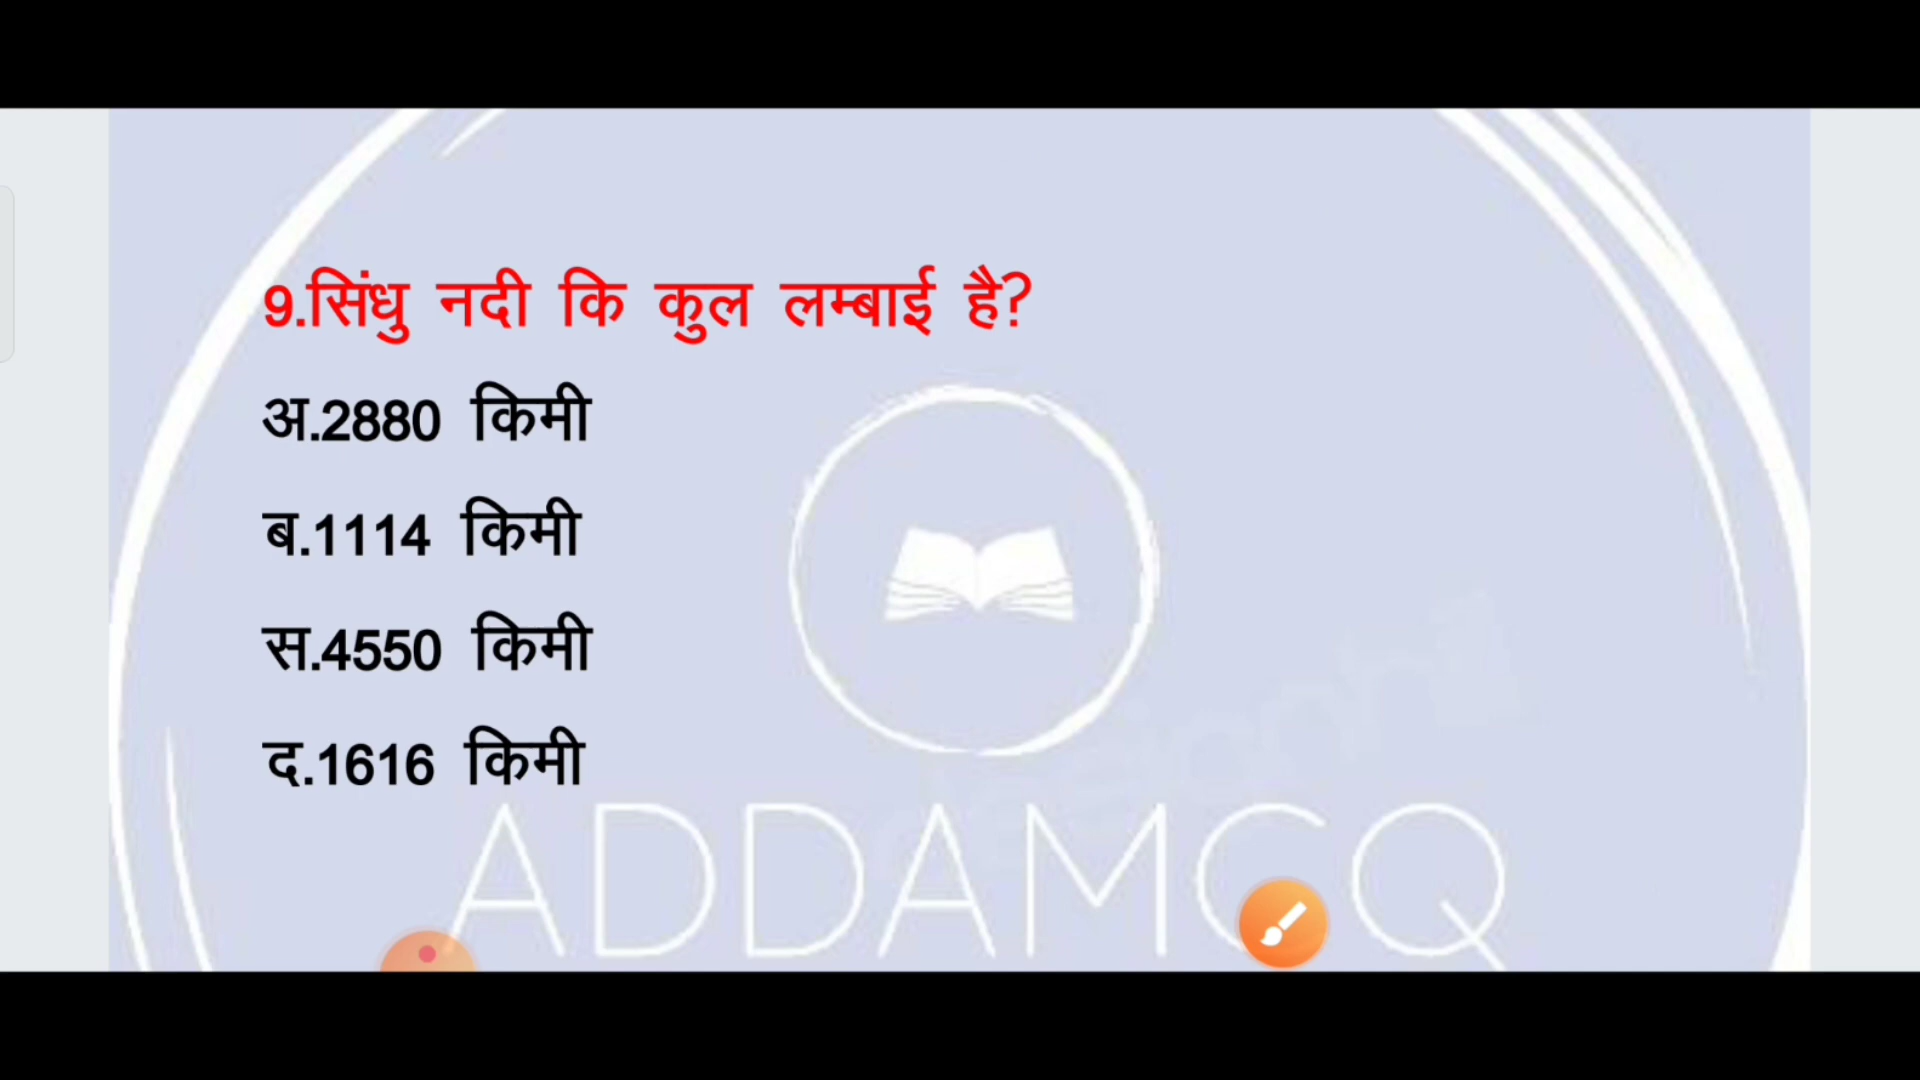 9.सिंधु नदी कि कुल लम्बाई है?
अ.2880 किमी
ब.1114 किमी
स.4550 किमी
द.1616 किमी
ADDAMCQ